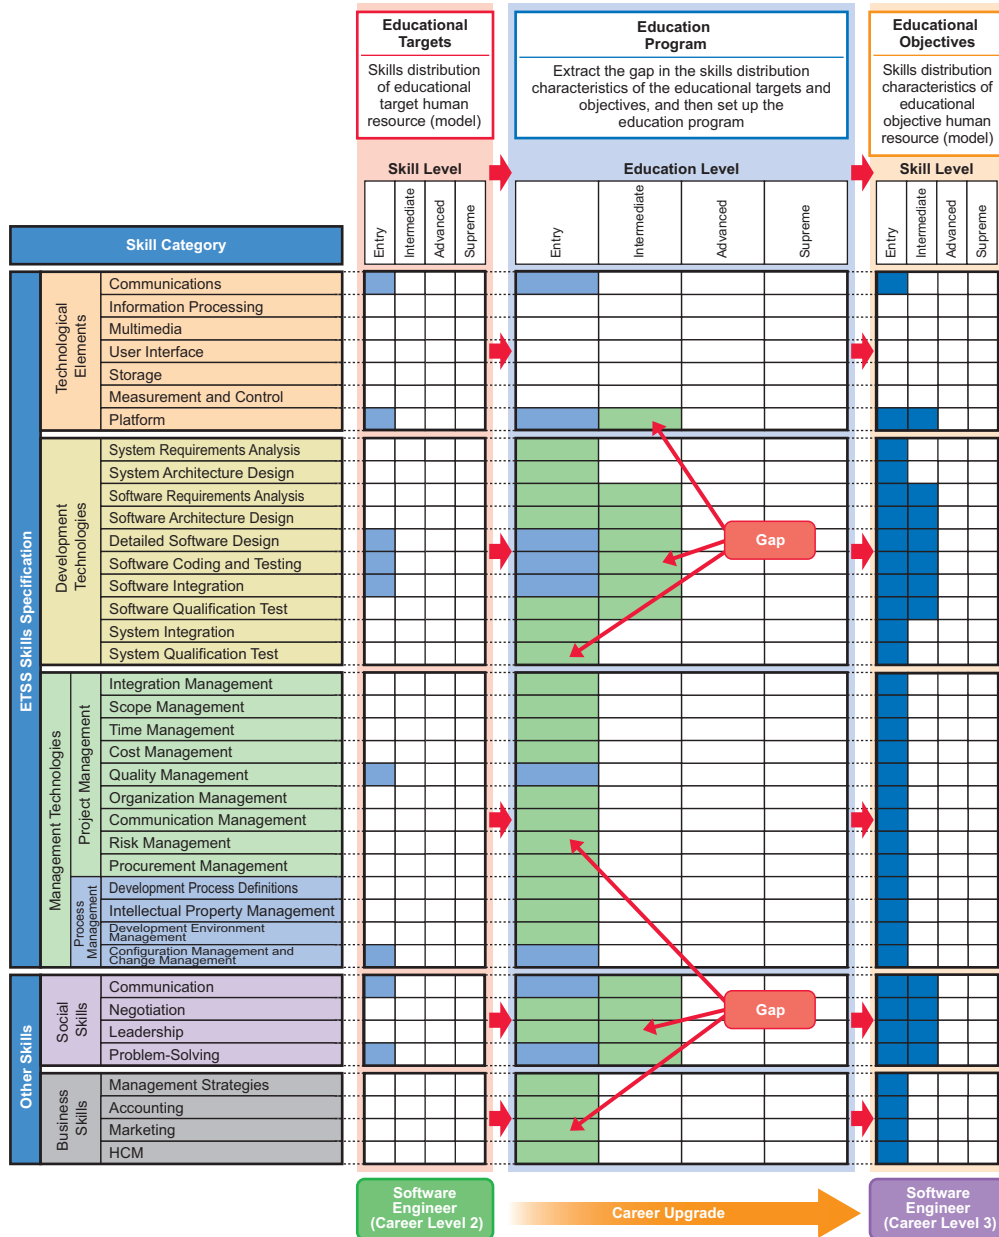 Educational
Targets
Skills distribution
of educational
target human
resource (model)
Education
Program
Extract the gap in the skills distribution
characteristics of the educational targets and
objectives, and then set up the
education program
Educational
Objectives
Skills distribution
characteristics of
educational
objective human
resource (model)
Skill Level
Education Level
Skill Level
Skill Category
Entry
Intermediate
Advanced
Supreme
Entry
Intermediate
Advanced
Supreme
Entry
Intermediate
Advanced
Supreme
ETSS Skills Specification
Technological
Elements
Communications
Information Processing
Multimedia
User Interface
Storage
Measurement and Control
Platform
Development
Technologies
System Requirements Analysis
System Architecture Design
Software Requirements Analysis
Software Architecture Design
Detailed Software Design
Software Coding and Testing
Software Integration
Software Qualification Test
System Integration
System Qualification Test
Gap
Management Technologies
Project Management
Integration Management
Scope Management
Time Management
Cost Management
Quality Management
Organization Management
Communication Management
Risk Management
Procurement Management
Process
Management
Development Process Definitions
Intellectual Property Management
Development Environment
Management
Configuration Management and
Change Management
Other Skills
Social
Skills
Communication
Negotiation
Leadership
Problem-Solving
Gap
Business
Skills
Management Strategies
Accounting
Marketing
HCM
Software
Engineer
(Career Level 2)
Career Upgrade
Software
Engineer
(Career Level 3)